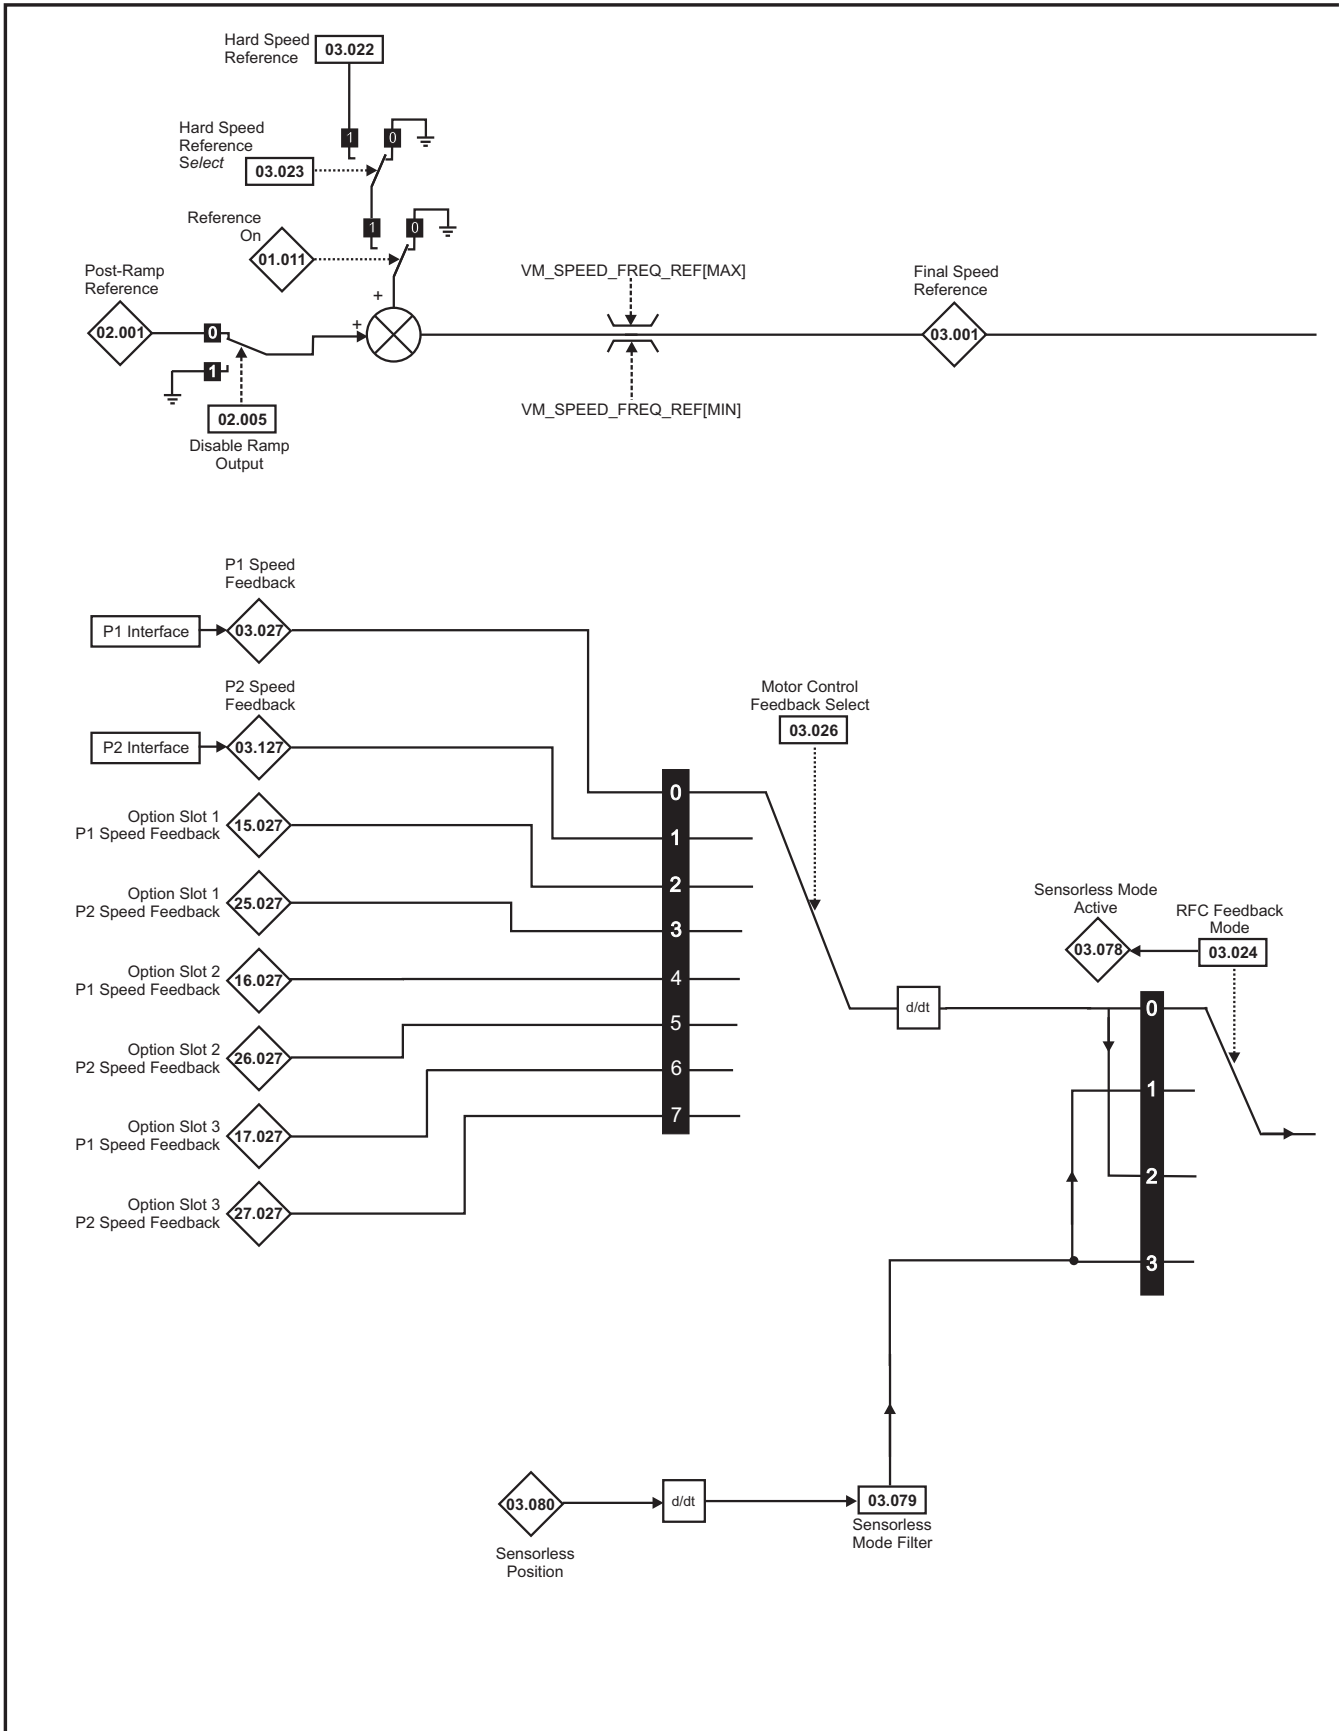 Hard Speed
Reference
03.022
1
0
Hard Speed
Reference
Select
03.023
1
0
Reference
On
01.011
Post-Ramp
Reference
02.001
0
1
+
+
02.005
Disable Ramp
Output
VM_SPEED_FREQ_REF[MAX]
VM_SPEED_FREQ_REF[MIN]
Final Speed
Reference
03.001
P1 Speed
Feedback
P1 Interface
03.027
P2 Speed
Feedback
P2 Interface
03.127
Option Slot 1
P1 Speed Feedback
15.027
Option Slot 1
P2 Speed Feedback
25.027
Option Slot 2
P1 Speed Feedback
16.027
Option Slot 2
P2 Speed Feedback
26.027
Option Slot 3
P1 Speed Feedback
17.027
Option Slot 3
P2 Speed Feedback
27.027
0
1
2
3
4
5
6
7
Motor Control
Feedback Select
03.026
d/dt
Sensorless Mode
Active
03.078
RFC Feedback
Mode
03.024
0
1
2
3
03.080
Sensorless
Position
d/dt
03.079
Sensorless
Mode Filter